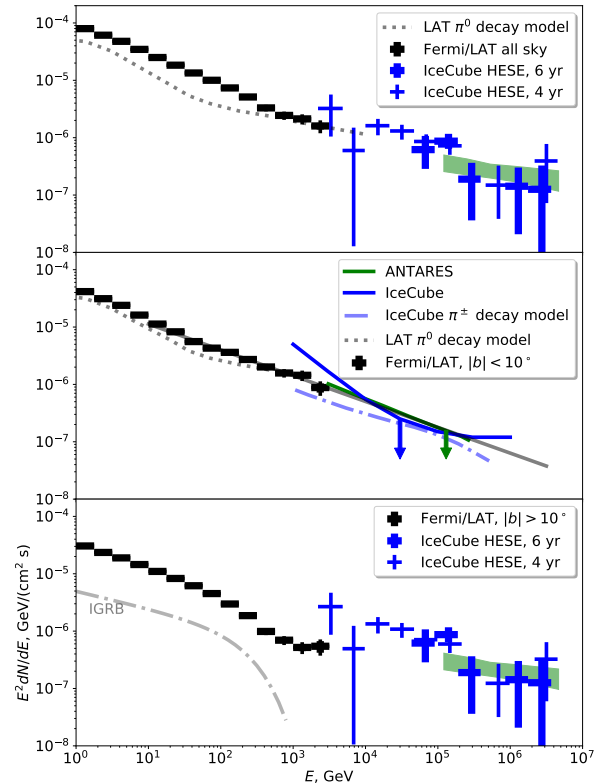 10⁻⁴
10⁻⁵
10⁻⁶
10⁻⁷
10⁻⁸
LAT π⁰ decay model
Fermi/LAT all sky
IceCube HESE, 6 yr
IceCube HESE, 4 yr
10⁻⁴
10⁻⁵
10⁻⁶
10⁻⁷
10⁻⁸
ANTARES
IceCube
IceCube π± decay model
LAT π⁰ decay model
Fermi/LAT, |b| < 10°
10⁻⁴
10⁻⁵
10⁻⁶
10⁻⁷
10⁻⁸
E²dN/dE, GeV/(cm² s)
Fermi/LAT, |b| > 10°
IceCube HESE, 6 yr
IceCube HESE, 4 yr
IGRB
10⁰ 10¹ 10² 10³ 10⁴ 10⁵ 10⁶ 10⁷
E, GeV